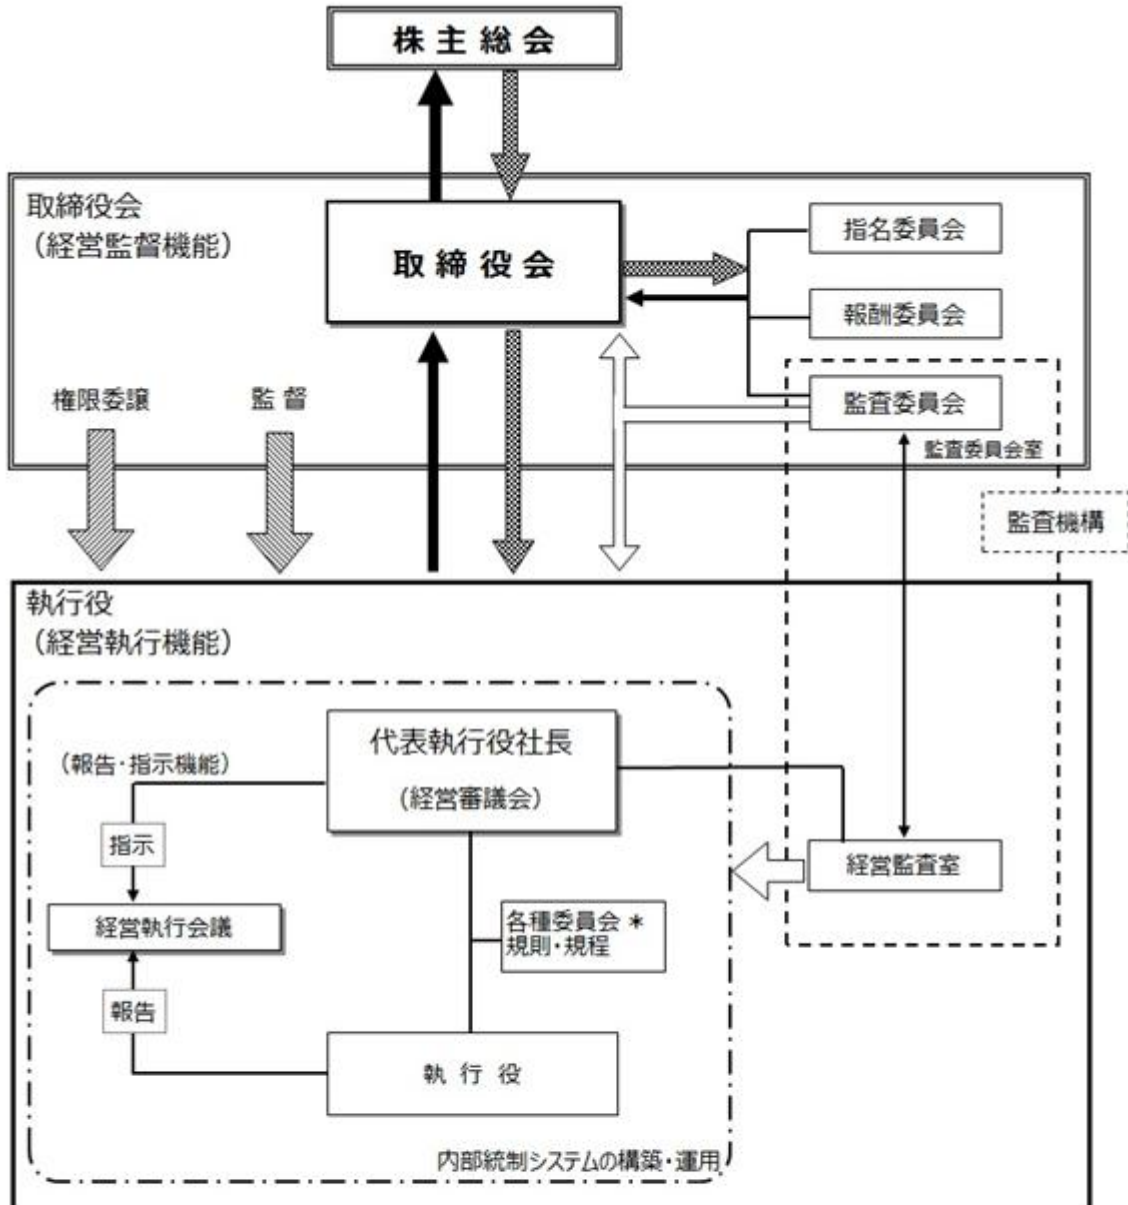 株主総会
取締役会
（経営監督機能）
取締役会
指名委員会
報酬委員会
監査委員会
監査委員会室
権限委譲
監督
監査機構
執行役
（経営執行機能）
代表執行役社長
(経営審議会）
（報告・指示機能）
指示
経営執行会議
報告
各種委員会 *
規則・規程
経営監査室
執行役
内部統制システムの構築・運用